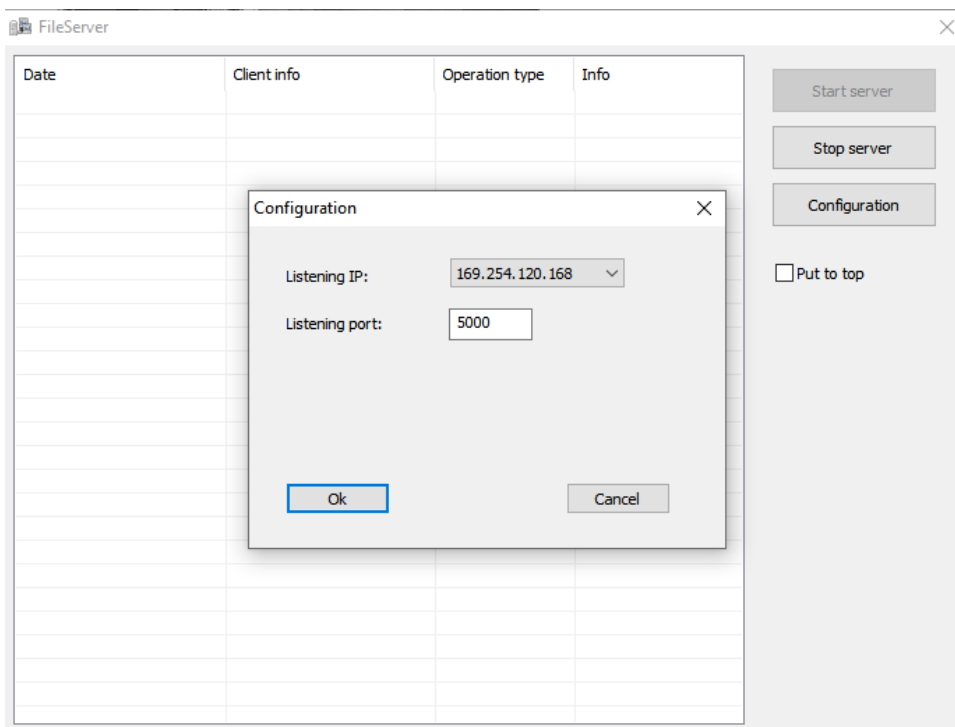 FileServer
Date Client info Operation type Info
Start server
Stop server
Configuration
Put to top
Configuration
Listening IP: 169.254.120.168
Listening port: 5000
Ok Cancel